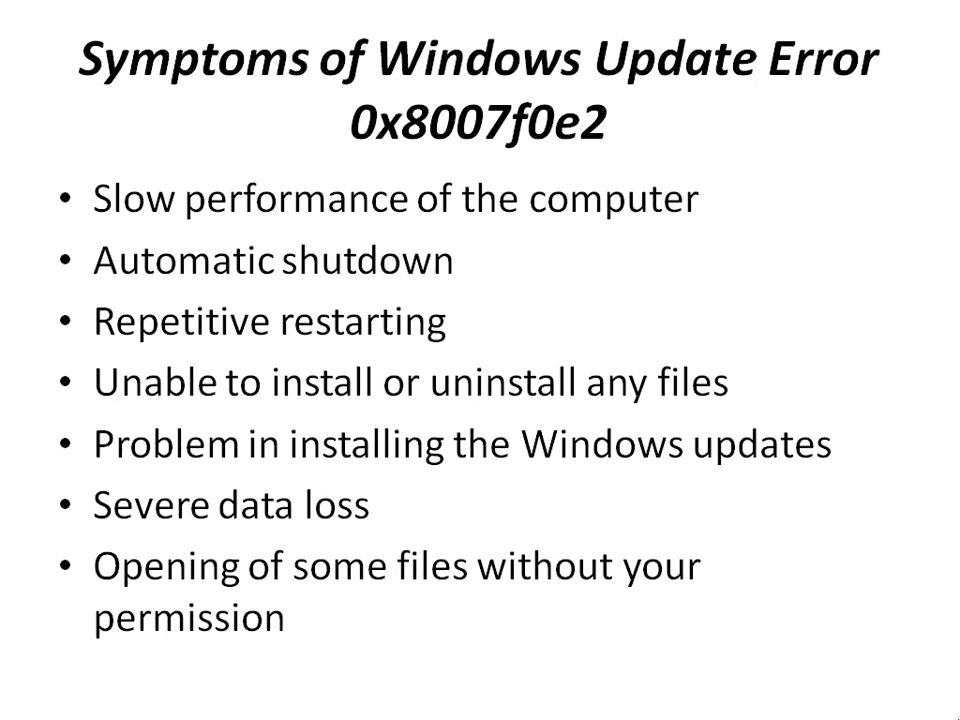 Symptoms of Windows Update Error
0x8007f0e2
• Slow performance of the computer
• Automatic shutdown
• Repetitive restarting
• Unable to install or uninstall any files
• Problem in installing the Windows updates
• Severe data loss
• Opening of some files without your
permission